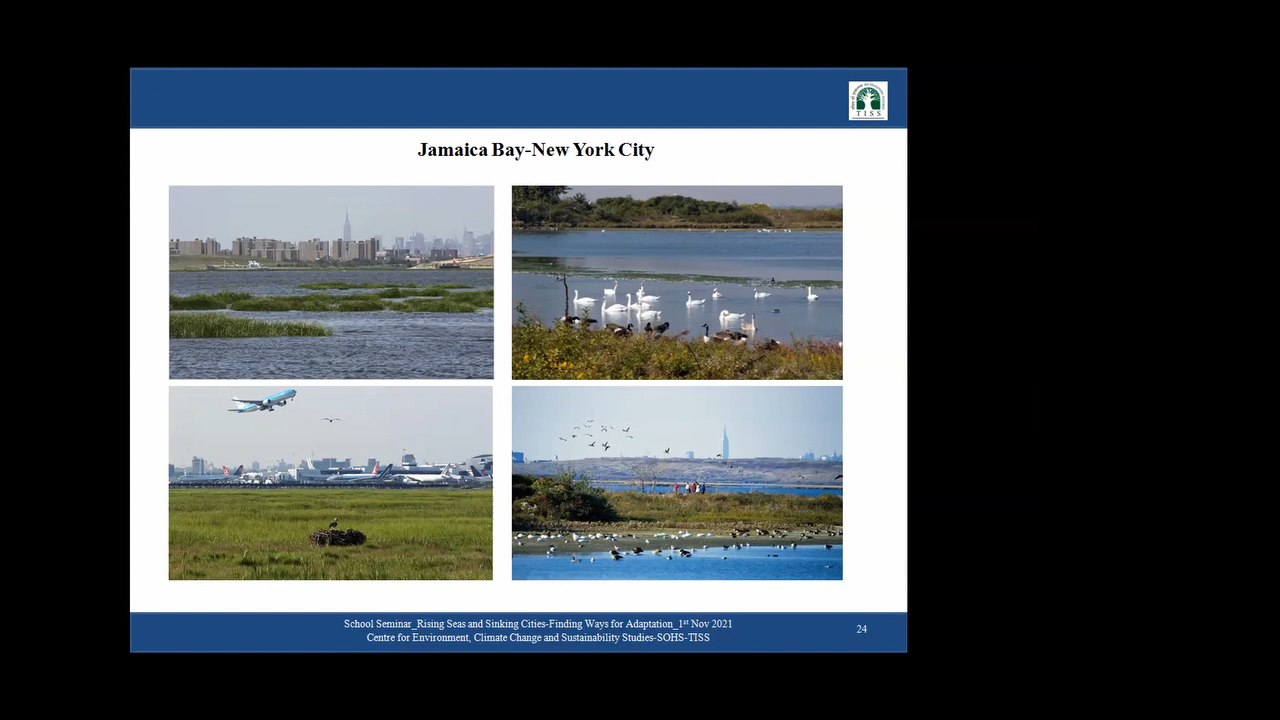 TISS
Jamaica Bay-New York City
School Seminar_Rising Seas and Sinking Cities-Finding Ways for Adaptation_1st Nov 2021
Centre for Environment, Climate Change and Sustainability Studies-SOHS-TISS
24